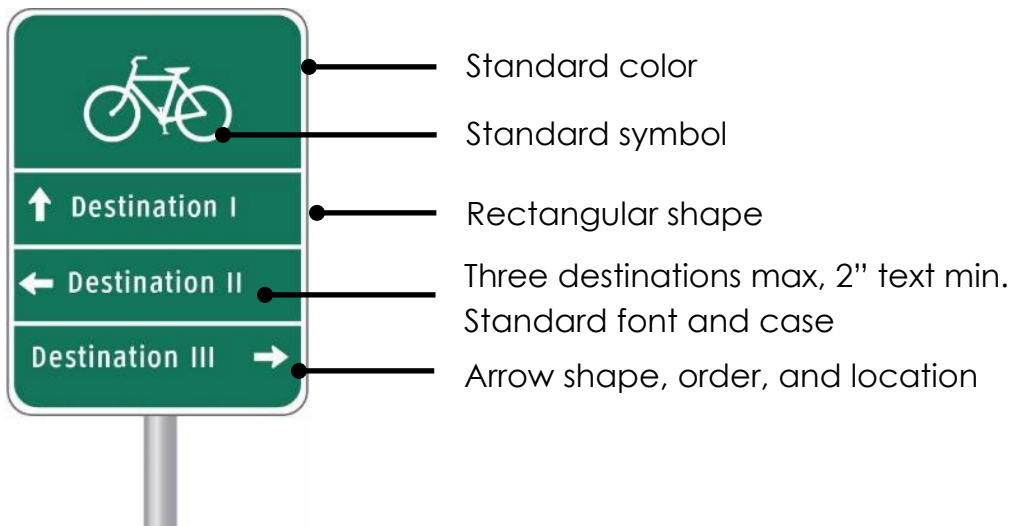 Standard color
Standard symbol
Destination I
Rectangular shape
Destination II
Three destinations max, 2” text min.
Standard font and case
Destination III
Arrow shape, order, and location